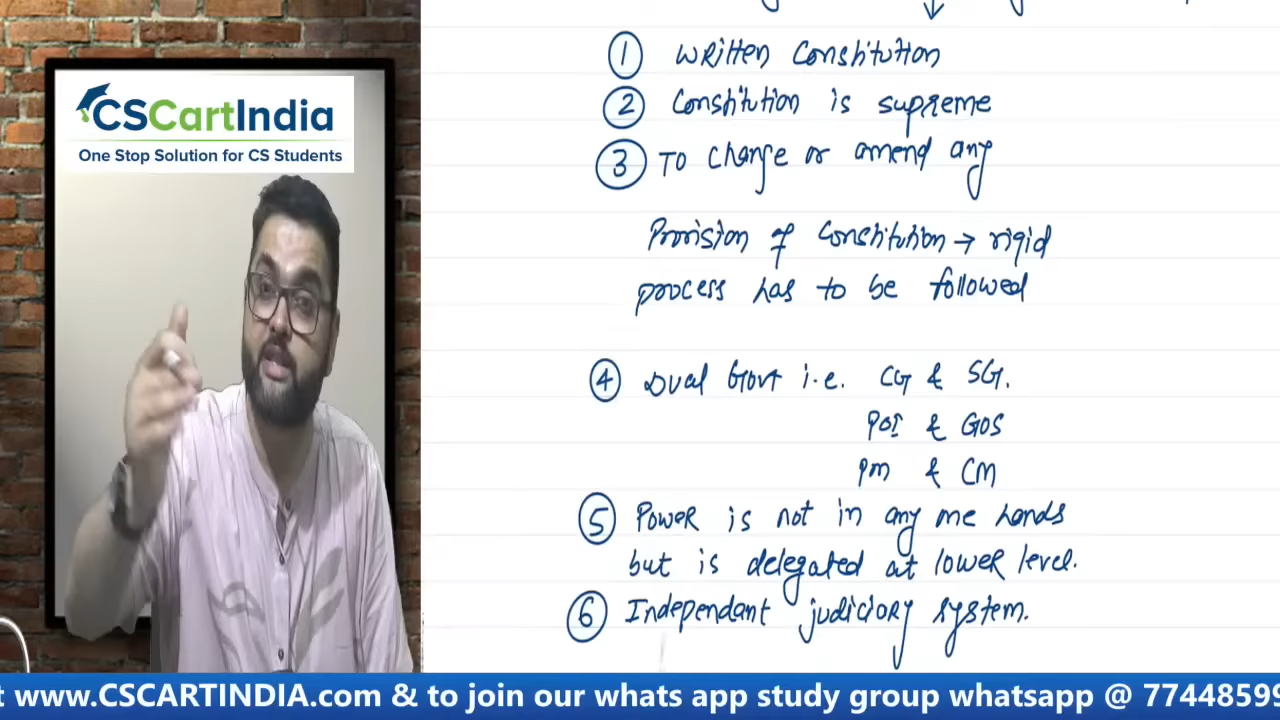 CSCartIndia
One Stop Solution for CS Students
1 Written Constitution
2 Constitution is supreme
3 To change or amend any
Provision of Constitution → rigid
process has to be followed
4 Dual Govt i.e. CG & SG.
POI & GOS
PM & CM
5 Power is not in any one hands
but is delegated at lower level.
6 Independant judiciary system.
www.CSCARTINDIA.com & to join our whats app study group whatsapp @ 77448599